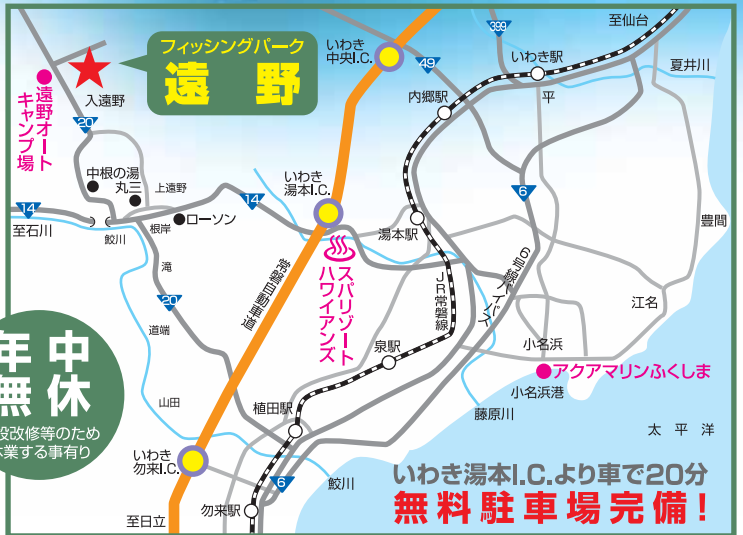 フィッシングパーク
遠野
いわき
中央I.C.
49
399
至仙台
いわき駅
夏井川
内郷駅
平
遠野オート
キャンプ場
入遠野
20
中根の湯
丸三
上遠野
14
いわき
湯本I.C.
6
14
至石川
鮫川
根岸
ローソン
湯本駅
豊間
滝
常磐自動車道
スパリゾート
ハワイアンズ
JR常磐線
6号線バイパス
江名
20
道端
泉駅
小名浜
アクアマリンふくしま
小名浜港
年中
無休
設改修等のため
休業する事有り
山田
植田駅
藤原川
太平洋
いわき
勿来I.C.
6
鮫川
勿来駅
至日立
いわき湯本I.C.より車で20分
無料駐車場完備!